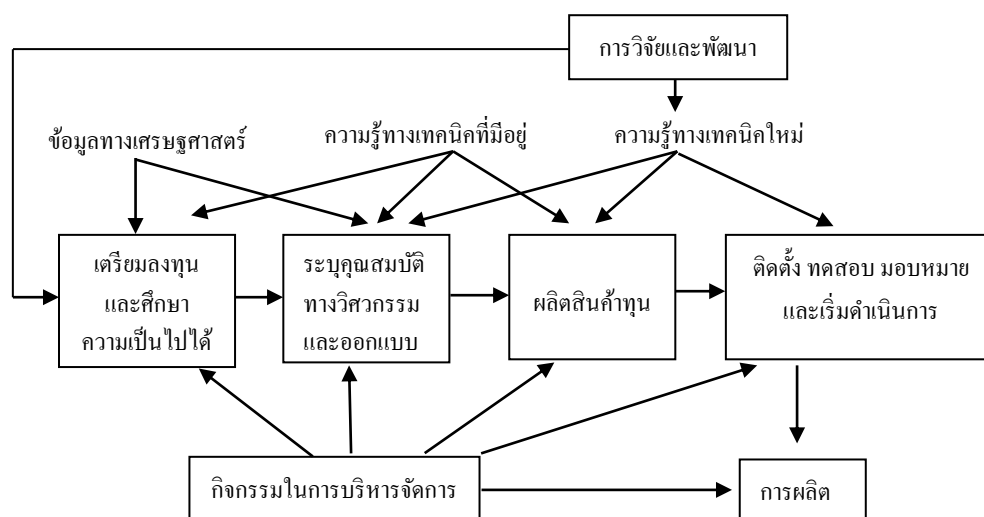 การวิจัยและพัฒนา
ข้อมูลทางเศรษฐศาสตร์
ความรู้ทางเทคนิคที่มีอยู่
ความรู้ทางเทคนิคใหม่
เตรียมลงทุน
และศึกษา
ความเป็นไปได้
ระบุคุณสมบัติ
ทางวิศวกรรม
และออกแบบ
ผลิตสินค้าทุน
ติดตั้ง ทดสอบ มอบหมาย
และเริ่มดำเนินการ
กิจกรรมในการบริหารจัดการ
การผลิต